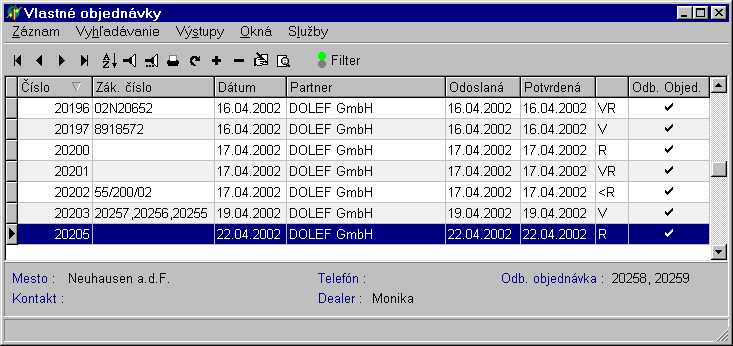 Vlastné objednávky
Záznam Vyhľadávanie Výstupy Okná Služby
Filter
Číslo Zák. číslo Dátum Partner Odoslaná Potvrdená Odb. Objed.
20196 02N20652 16.04.2002 DOLEF GmbH 16.04.2002 16.04.2002 VR
20197 8918572 16.04.2002 DOLEF GmbH 16.04.2002 16.04.2002 V
20200 17.04.2002 DOLEF GmbH 17.04.2002 17.04.2002 R
20201 17.04.2002 DOLEF GmbH 17.04.2002 17.04.2002 VR
20202 55/200/02 17.04.2002 DOLEF GmbH 17.04.2002 17.04.2002 <R
20203 20257,20256,20255 19.04.2002 DOLEF GmbH 19.04.2002 19.04.2002 V
20205 22.04.2002 DOLEF GmbH 22.04.2002 22.04.2002 R
Mesto : Neuhausen a.d.F. Telefón : Odb. objednávka : 20258, 20259
Kontakt : Dealer : Monika